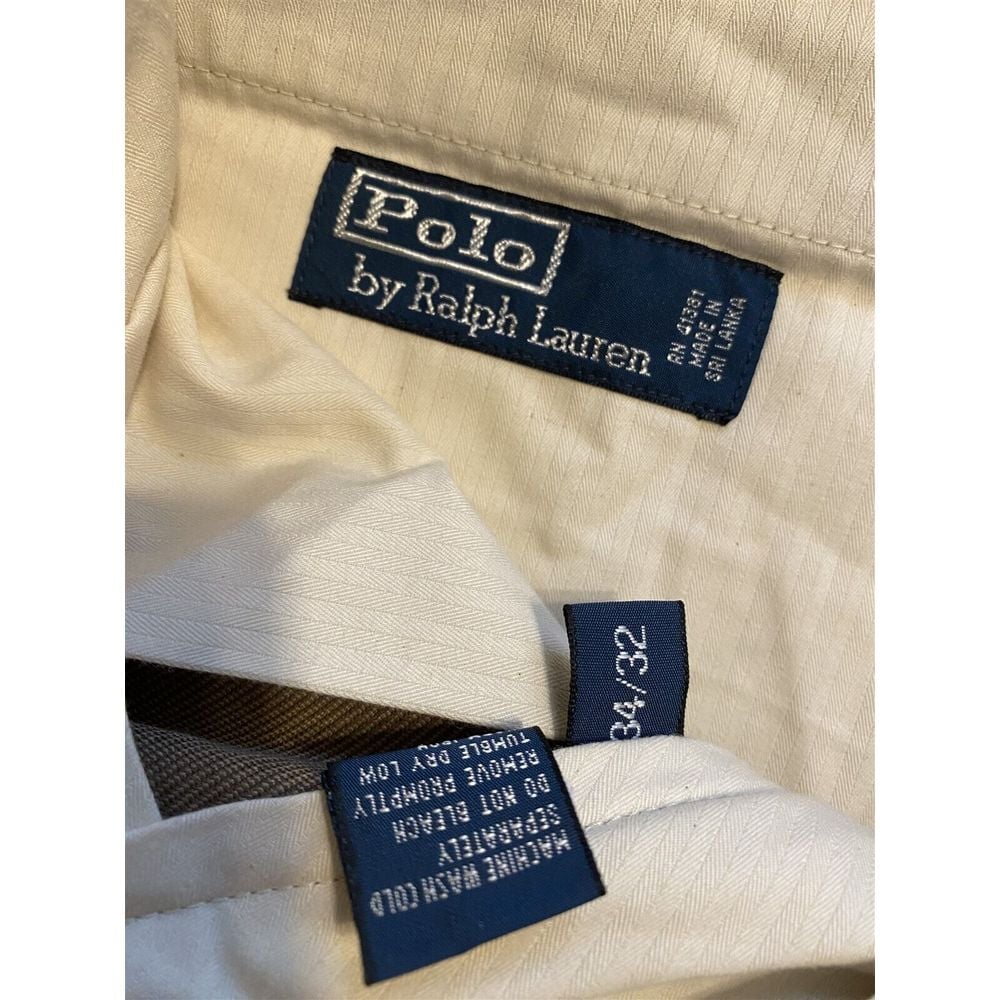 Polo
by Ralph Lauren
RN 41381
MADE IN
SRI LANKA
34/32
MACHINE WASH COLD
SEPARATELY
DO NOT BLEACH
REMOVE PROMPTLY
TUMBLE DRY LOW